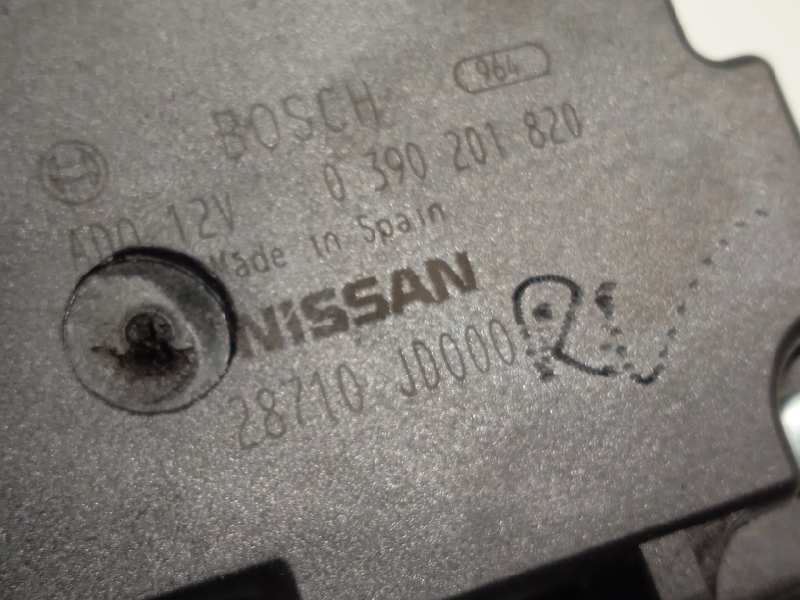 964
BOSCH
0 390 201 820
12V
Made in Spain
NISSAN
28710 JD000